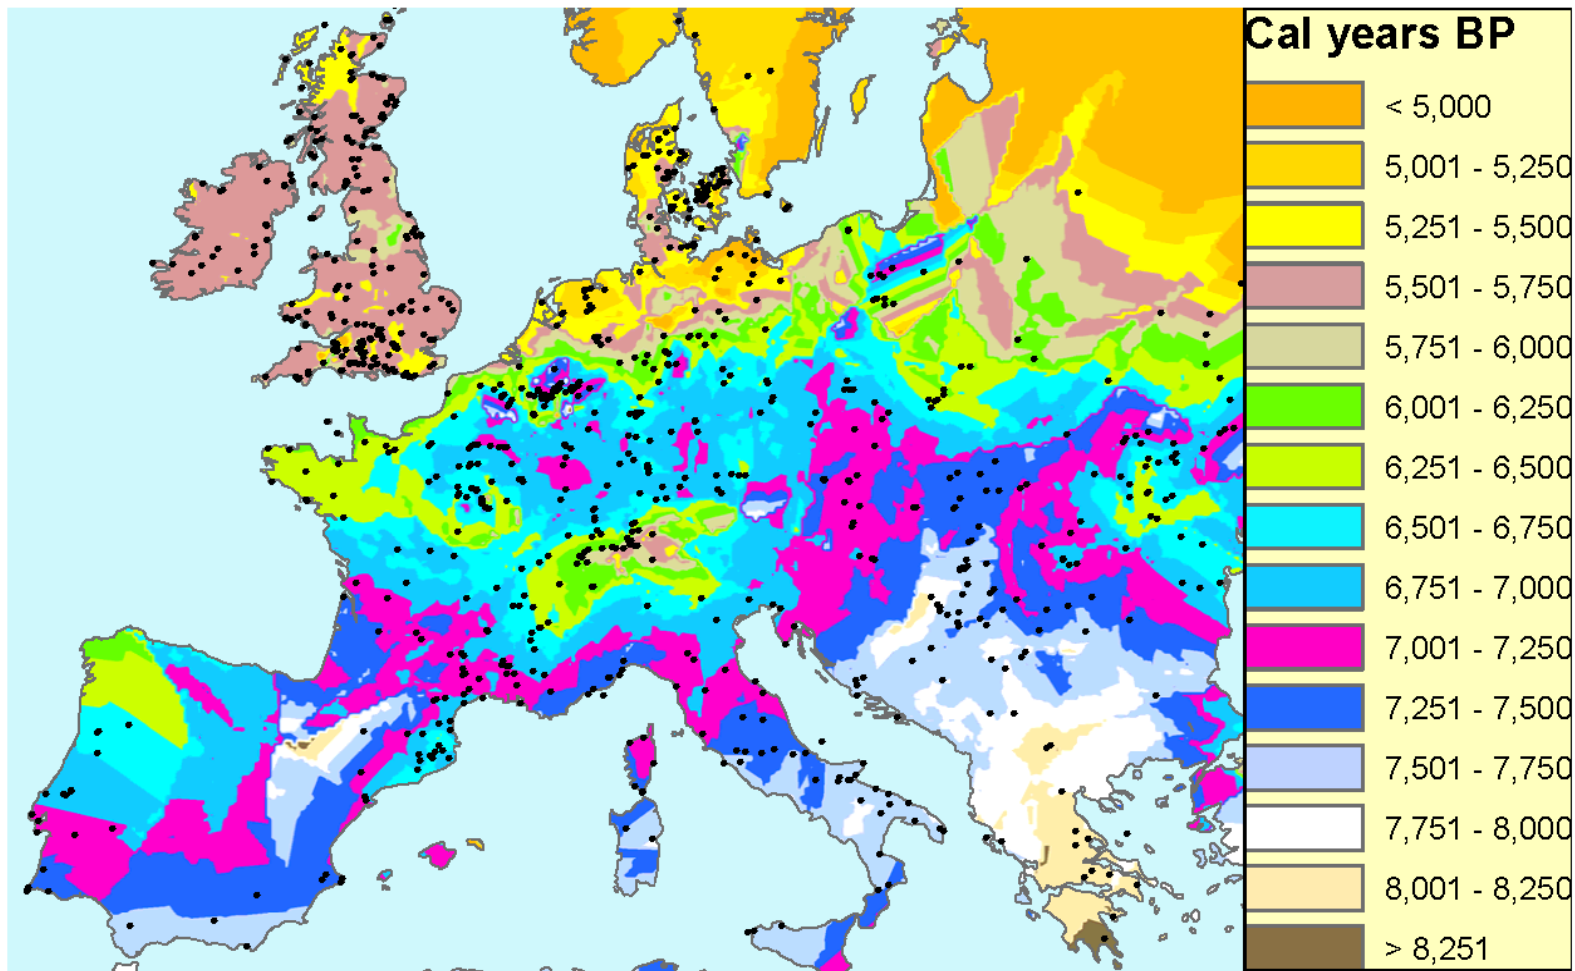 Cal years BP
< 5,000
5,001 - 5,250
5,251 - 5,500
5,501 - 5,750
5,751 - 6,000
6,001 - 6,250
6,251 - 6,500
6,501 - 6,750
6,751 - 7,000
7,001 - 7,250
7,251 - 7,500
7,501 - 7,750
7,751 - 8,000
8,001 - 8,250
> 8,251